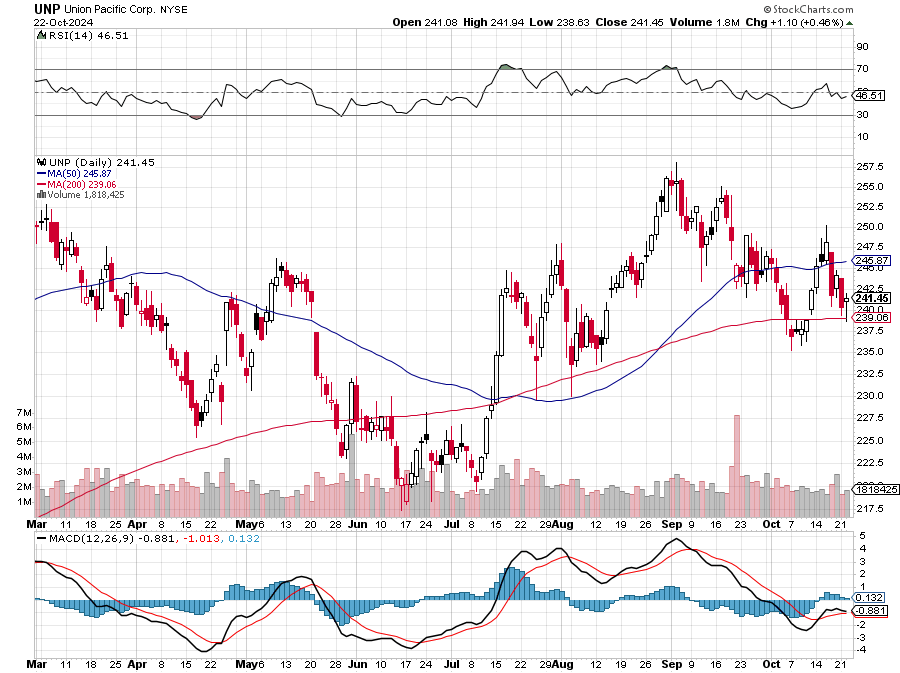 UNP Union Pacific Corp. NYSE
© StockCharts.com
22-Oct-2024
Open 241.08 High 241.94 Low 238.63 Close 241.45 Volume 1.8M Chg +1.10 (+0.46%)
RSI(14) 46.51
90
70
50
46.51
30
10
UNP (Daily) 241.45
MA(50) 245.87
MA(200) 239.06
Volume 1,818,425
257.5
255.0
252.5
250.0
247.5
245.87
245.0
242.5
241.45
240.0
239.06
237.5
235.0
232.5
230.0
227.5
225.0
222.5
1818425
217.5
7M
6M
5M
4M
3M
2M
1M
Mar 11 18 25 Apr 8 15 22 May 6 13 20 28 Jun 10 17 24 Jul 8 15 22 29 Aug 12 19 26 Sep 9 16 23 Oct 7 14 21
MACD(12,26,9) -0.881, -1.013, 0.132
5
4
3
2
1
0.132
-0.881
-2
-3
-4
Mar 11 18 25 Apr 8 15 22 May 6 13 20 28 Jun 10 17 24 Jul 8 15 22 29 Aug 12 19 26 Sep 9 16 23 Oct 7 14 21